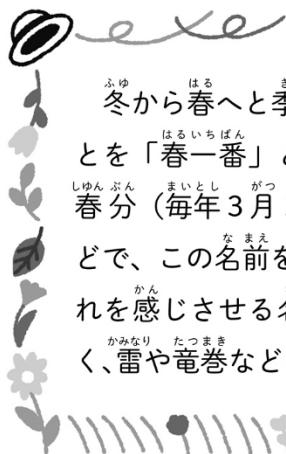 冬から春へと季
とを「春一番」と
春分（毎年３月
どで、この名前を
れを感じさせる名
く、雷や竜巻など